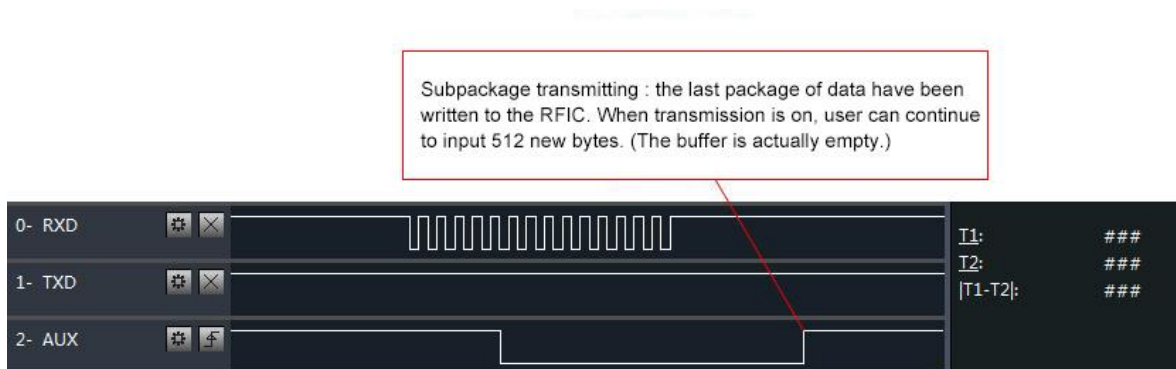 Subpackage transmitting : the last package of data have been
written to the RFIC. When transmission is on, user can continue
to input 512 new bytes. (The buffer is actually empty.)
0- RXD
T1: ###
T2: ###
1- TXD
|T1-T2|: ###
2- AUX